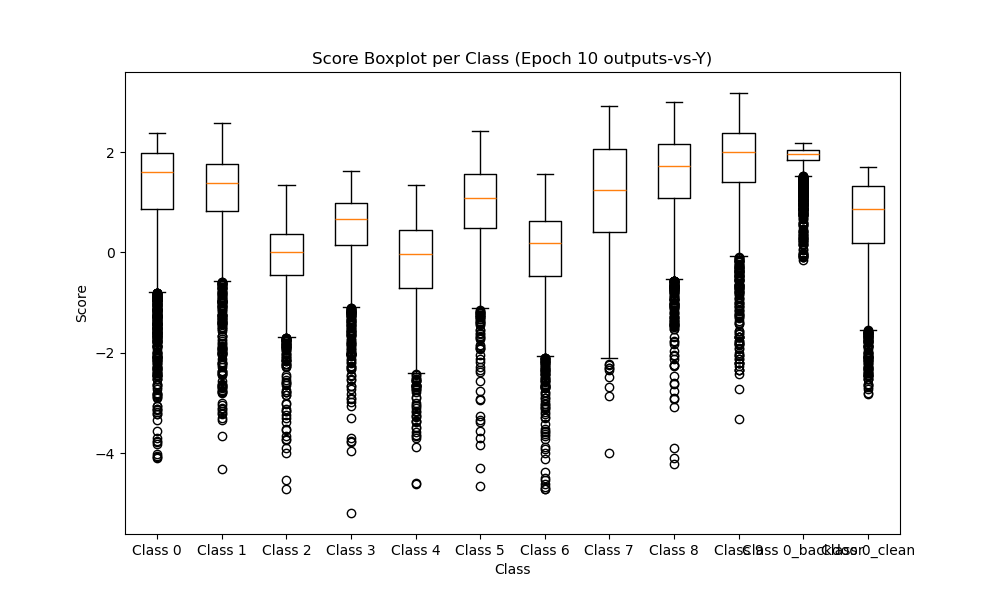 Score Boxplot per Class (Epoch 10 outputs-vs-Y)
Score
2
0
−2
−4
Class 0 Class 1 Class 2 Class 3 Class 4 Class 5 Class 6 Class 7 Class 8 Class 9 Class 0_backdoor Class 0_clean
Class